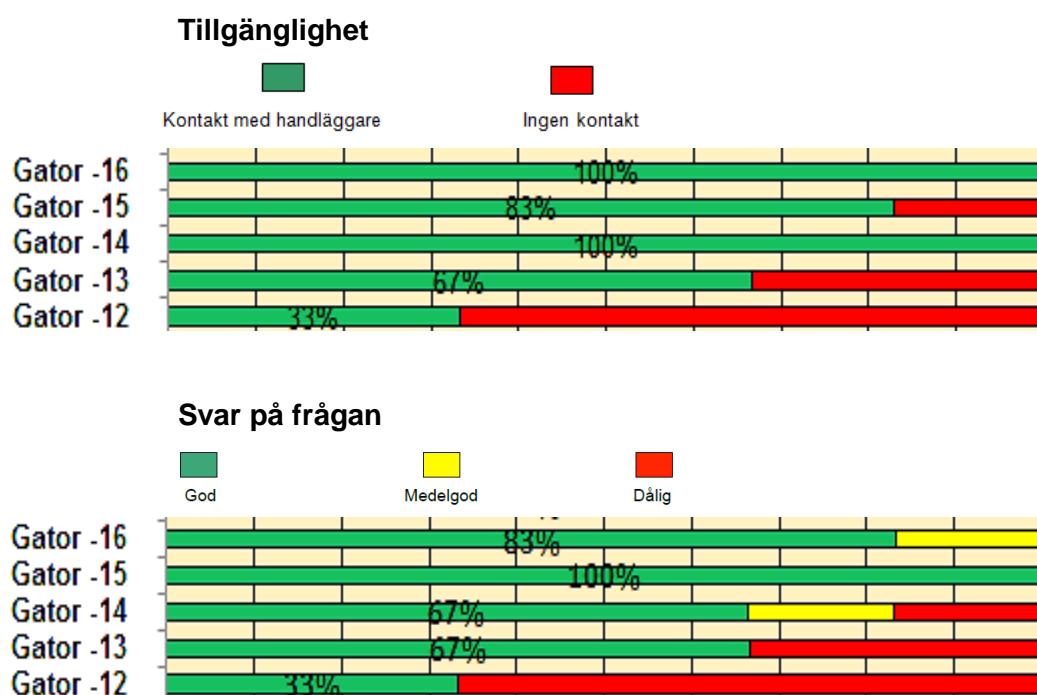 Tillgänglighet
Kontakt med handläggare Ingen kontakt
Gator -16 100%
Gator -15 83%
Gator -14 100%
Gator -13 67%
Gator -12 33%
Svar på frågan
God Medelgod Dålig
Gator -16 83%
Gator -15 100%
Gator -14 67%
Gator -13 67%
Gator -12 33%